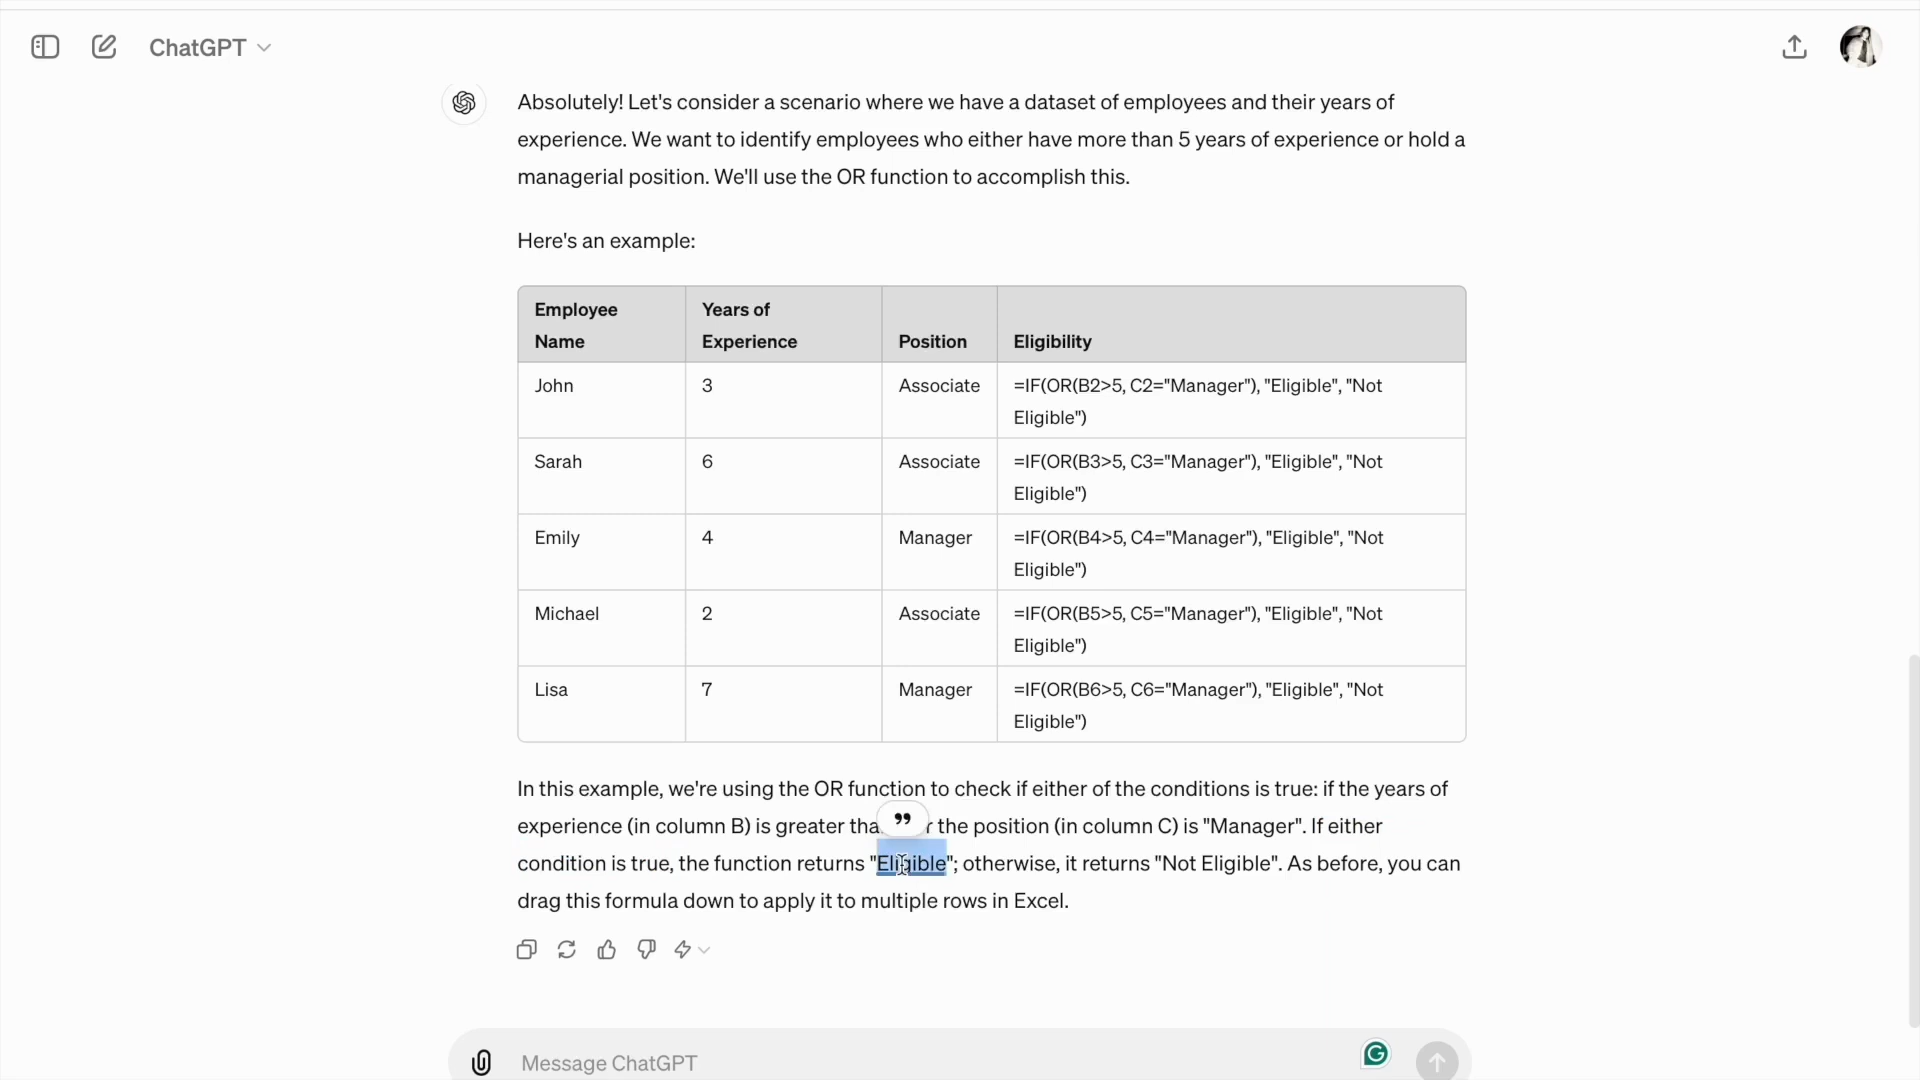 ChatGPT
Absolutely! Let's consider a scenario where we have a dataset of employees and their years of
experience. We want to identify employees who either have more than 5 years of experience or hold a
managerial position. We'll use the OR function to accomplish this.
Here's an example:
Employee Name	Years of Experience	Position	Eligibility
John	3	Associate	=IF(OR(B2>5, C2="Manager"), "Eligible", "Not
Eligible")
Sarah	6	Associate	=IF(OR(B3>5, C3="Manager"), "Eligible", "Not
Eligible")
Emily	4	Manager	=IF(OR(B4>5, C4="Manager"), "Eligible", "Not
Eligible")
Michael	2	Associate	=IF(OR(B5>5, C5="Manager"), "Eligible", "Not
Eligible")
Lisa	7	Manager	=IF(OR(B6>5, C6="Manager"), "Eligible", "Not
Eligible")
In this example, we're using the OR function to check if either of the conditions is true: if the years of
experience (in column B) is greater the position (in column C) is "Manager". If either
condition is true, the function returns "Eligible"; otherwise, it returns "Not Eligible". As before, you can
drag this formula down to apply it to multiple rows in Excel.
Message ChatGPT